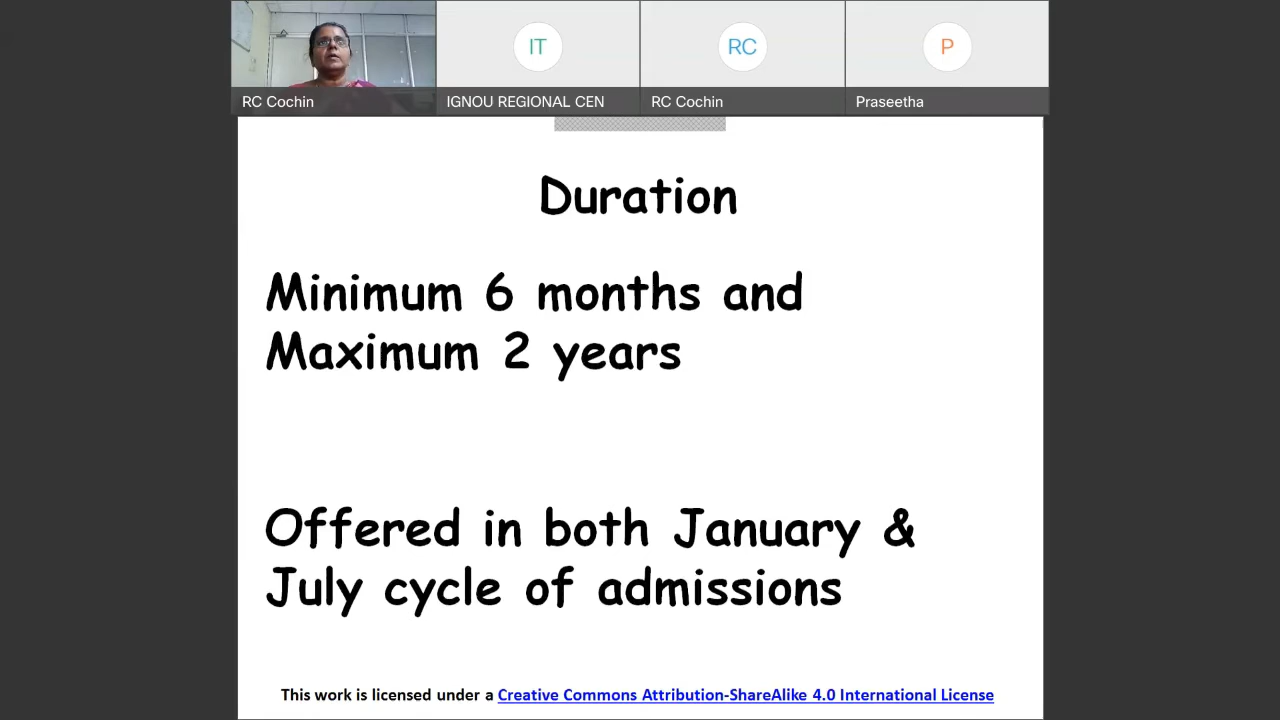 RC Cochin
IT
IGNOU REGIONAL CEN
RC
RC Cochin
P
Praseetha
Duration
Minimum 6 months and
Maximum 2 years
Offered in both January &
July cycle of admissions
This work is licensed under a Creative Commons Attribution-ShareAlike 4.0 International License